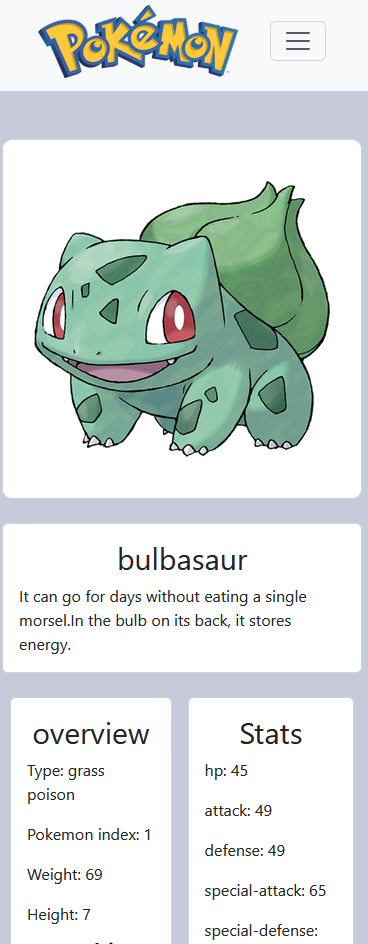 POKéMON
bulbasaur
It can go for days without eating a single
morsel.In the bulb on its back, it stores
energy.
overview
Type: grass
poison
Pokemon index: 1
Weight: 69
Height: 7
Stats
hp: 45
attack: 49
defense: 49
special-attack: 65
special-defense: